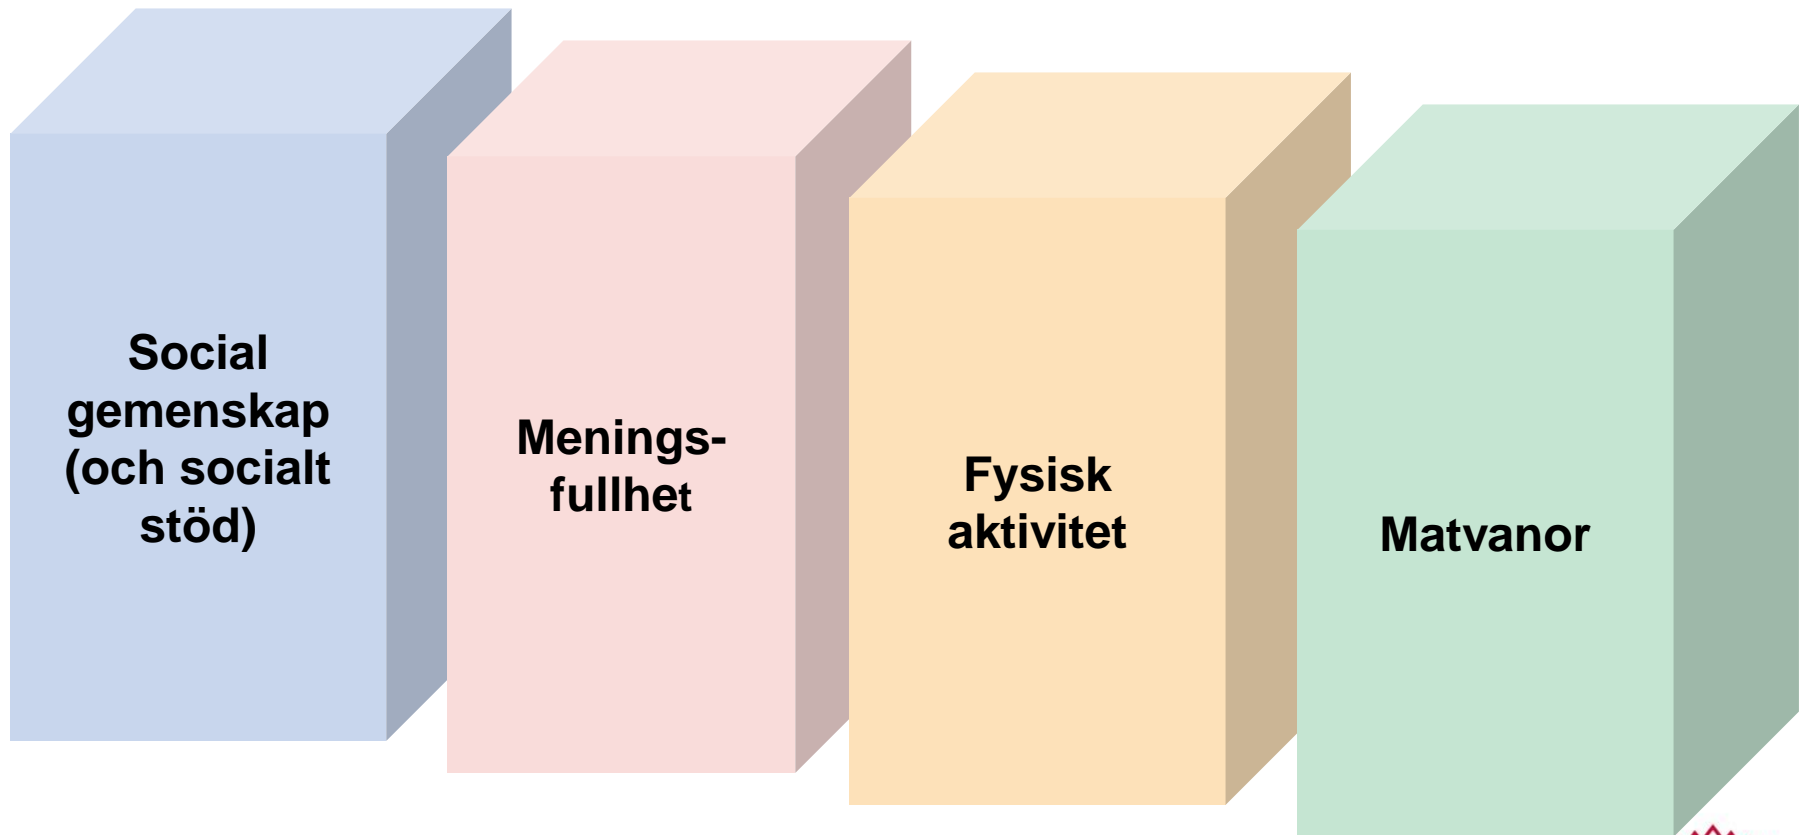 Social
gemenskap
(och socialt
stöd)
Menings-
fullhet
Fysisk
aktivitet
Matvanor